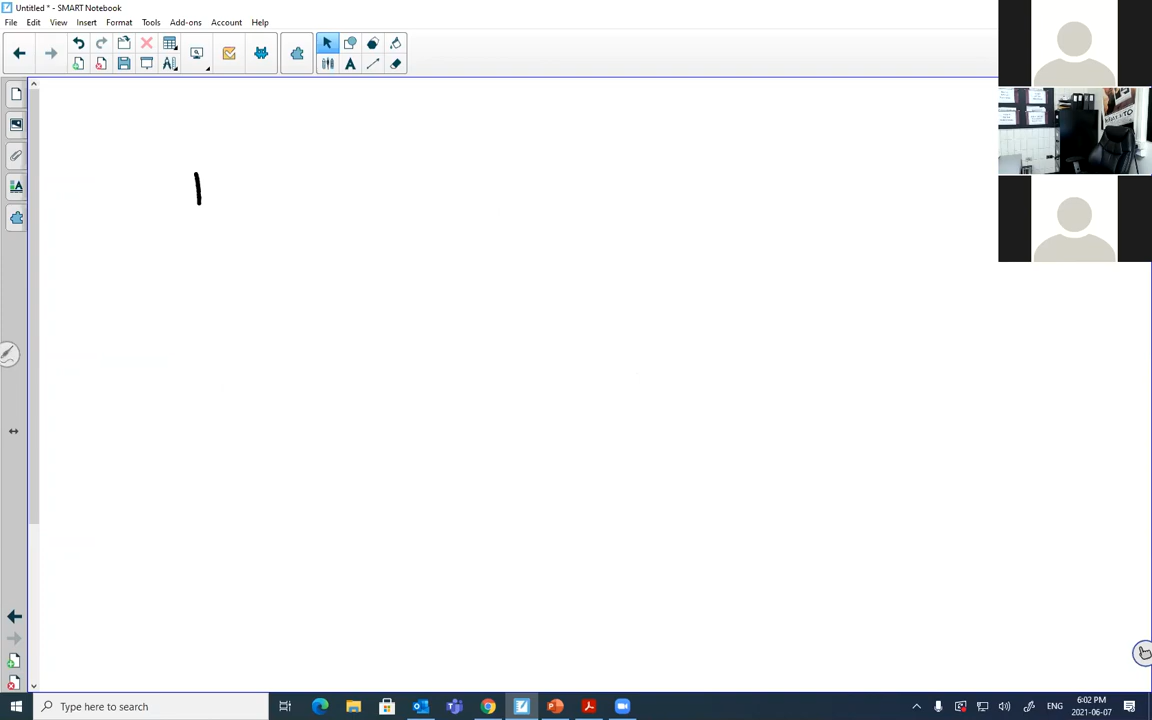 Untitled * - SMART Notebook
File Edit View Insert Format Tools Add-ons Account Help
Type here to search
ENG
6:02 PM
2021-06-07